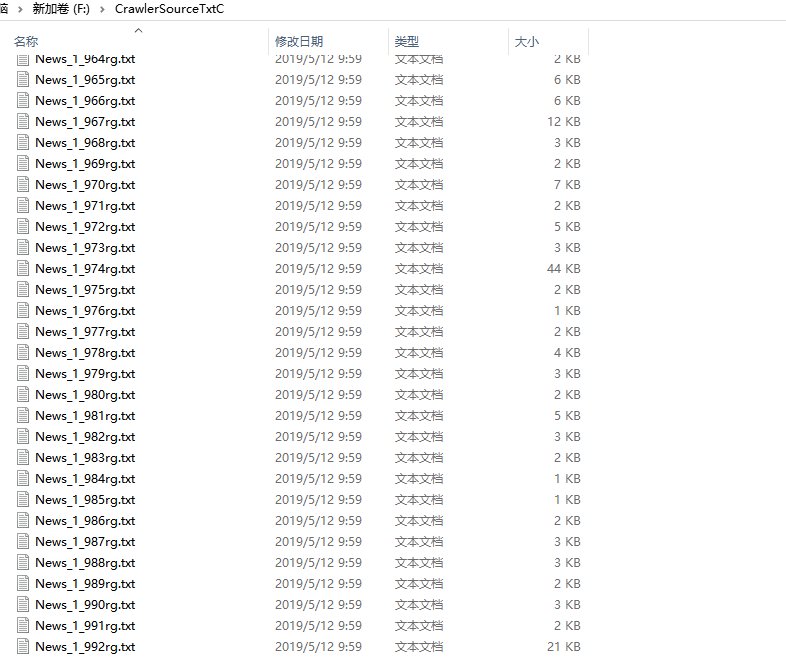 脑 › 新加卷 (F:) › CrawlerSourceTxtC
名称 修改日期 类型 大小
News_1_964rg.txt 2019/5/12 9:59 文本文档 2 KB
News_1_965rg.txt 2019/5/12 9:59 文本文档 6 KB
News_1_966rg.txt 2019/5/12 9:59 文本文档 6 KB
News_1_967rg.txt 2019/5/12 9:59 文本文档 12 KB
News_1_968rg.txt 2019/5/12 9:59 文本文档 3 KB
News_1_969rg.txt 2019/5/12 9:59 文本文档 2 KB
News_1_970rg.txt 2019/5/12 9:59 文本文档 7 KB
News_1_971rg.txt 2019/5/12 9:59 文本文档 2 KB
News_1_972rg.txt 2019/5/12 9:59 文本文档 5 KB
News_1_973rg.txt 2019/5/12 9:59 文本文档 3 KB
News_1_974rg.txt 2019/5/12 9:59 文本文档 44 KB
News_1_975rg.txt 2019/5/12 9:59 文本文档 2 KB
News_1_976rg.txt 2019/5/12 9:59 文本文档 1 KB
News_1_977rg.txt 2019/5/12 9:59 文本文档 2 KB
News_1_978rg.txt 2019/5/12 9:59 文本文档 4 KB
News_1_979rg.txt 2019/5/12 9:59 文本文档 3 KB
News_1_980rg.txt 2019/5/12 9:59 文本文档 2 KB
News_1_981rg.txt 2019/5/12 9:59 文本文档 5 KB
News_1_982rg.txt 2019/5/12 9:59 文本文档 3 KB
News_1_983rg.txt 2019/5/12 9:59 文本文档 2 KB
News_1_984rg.txt 2019/5/12 9:59 文本文档 1 KB
News_1_985rg.txt 2019/5/12 9:59 文本文档 1 KB
News_1_986rg.txt 2019/5/12 9:59 文本文档 2 KB
News_1_987rg.txt 2019/5/12 9:59 文本文档 3 KB
News_1_988rg.txt 2019/5/12 9:59 文本文档 3 KB
News_1_989rg.txt 2019/5/12 9:59 文本文档 2 KB
News_1_990rg.txt 2019/5/12 9:59 文本文档 3 KB
News_1_991rg.txt 2019/5/12 9:59 文本文档 2 KB
News_1_992rg.txt 2019/5/12 9:59 文本文档 21 KB